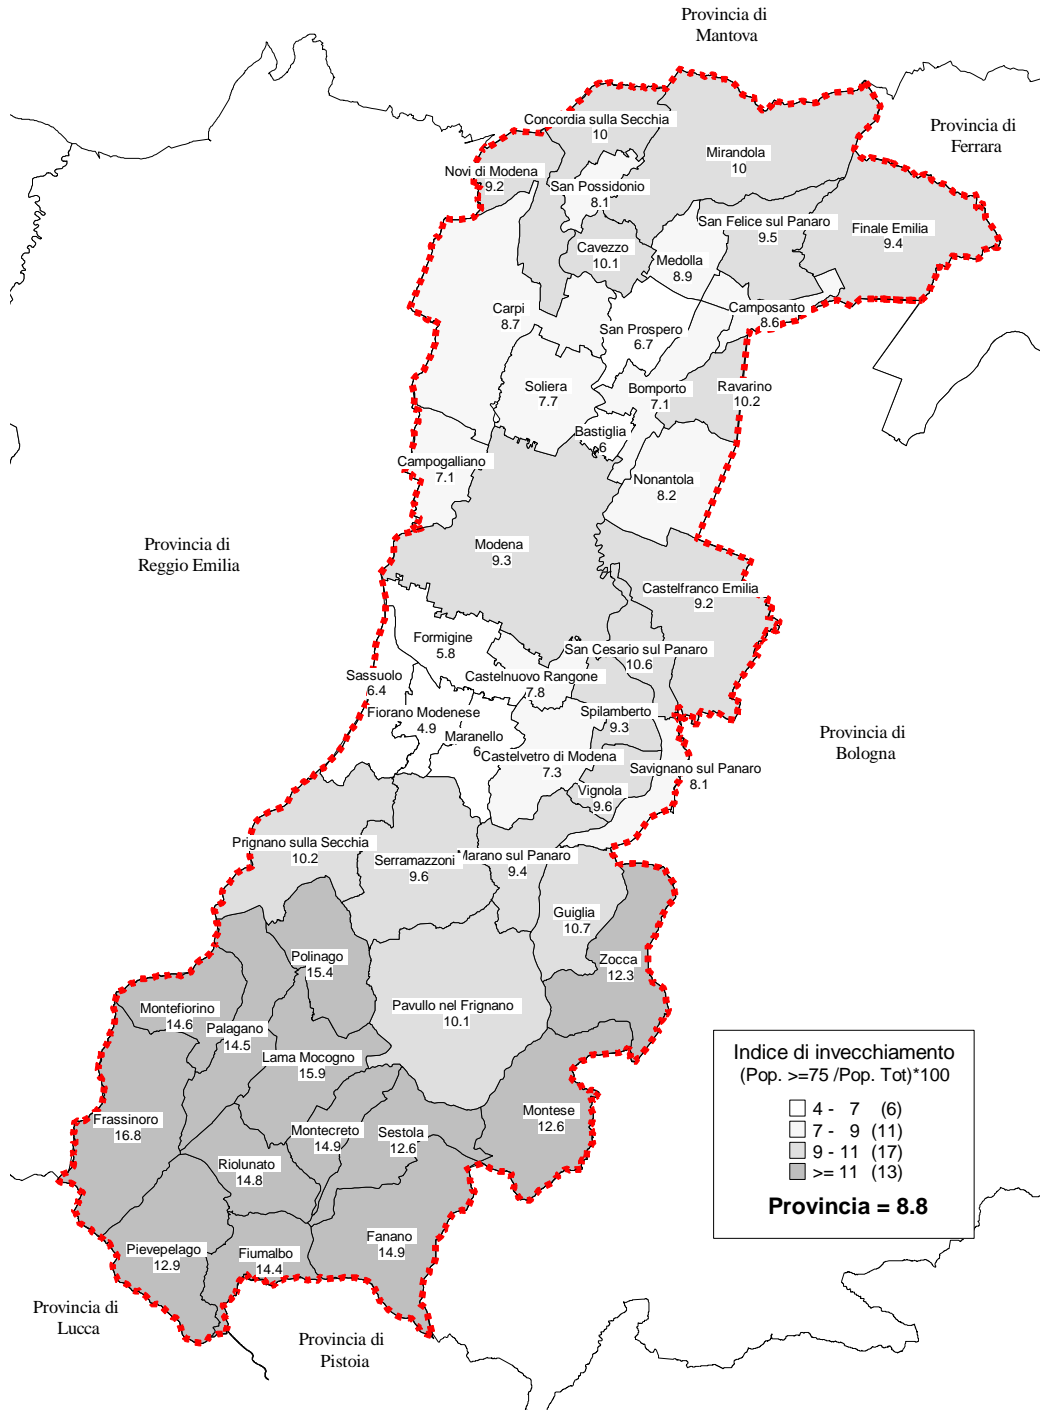 Provincia di
Mantova
Provincia di
Ferrara
Concordia sulla Secchia
10
Mirandola
10
Novi di Modena
9.2
San Possidonio
8.1
San Felice sul Panaro
9.5
Finale Emilia
9.4
Cavezzo
10.1
Medolla
8.9
Carpi
8.7
Camposanto
8.6
San Prospero
6.7
Soliera
7.7
Bomporto
7.1
Ravarino
10.2
Bastiglia
6
Campogalliano
7.1
Nonantola
8.2
Provincia di
Reggio Emilia
Modena
9.3
Castelfranco Emilia
9.2
Formigine
5.8
San Cesario sul Panaro
10.6
Sassuolo
6.4
Castelnuovo Rangone
7.8
Fiorano Modenese
4.9
Spilamberto
9.3
Maranello
6
Castelvetro di Modena
7.3
Provincia di
Bologna
Savignano sul Panaro
8.1
Vignola
9.6
Prignano sulla Secchia
10.2
Serramazzoni
9.6
Marano sul Panaro
9.4
Guiglia
10.7
Polinago
15.4
Zocca
12.3
Montefiorino
14.6
Pavullo nel Frignano
10.1
Palagano
14.5
Lama Mocogno
15.9
Frassinoro
16.8
Montecreto
14.9
Sestola
12.6
Montese
12.6
Riolunato
14.8
Pievepelago
12.9
Fiumalbo
14.4
Fanano
14.9
Provincia di
Lucca
Provincia di
Pistoia
Indice di invecchiamento
(Pop. >=75 /Pop. Tot)*100
4 - 7 (6)
7 - 9 (11)
9 - 11 (17)
>= 11 (13)
Provincia = 8.8